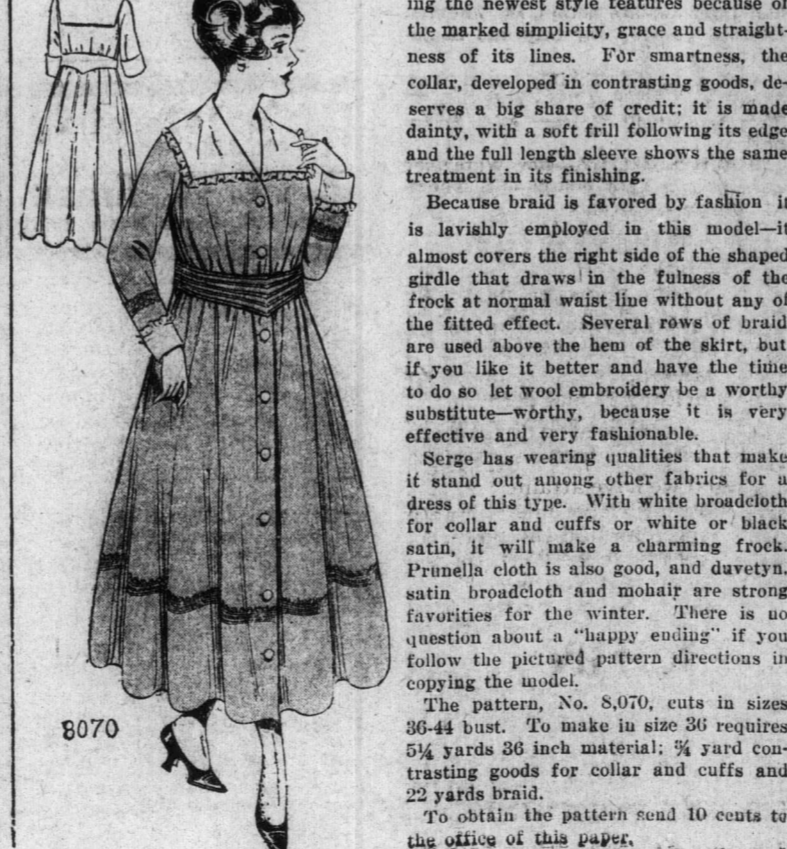 ing the newest style features because of
the marked simplicity, grace and straight-
ness of its lines. For smartness, the
collar, developed in contrasting goods, de-
serves a big share of credit; it is made
dainty, with a soft frill following its edge
and the full length sleeve shows the same
treatment in its finishing.
Because braid is favored by fashion it
is lavishly employed in this model—it
almost covers the right side of the shaped
girdle that draws in the fulness of the
frock at normal waist line without any of
the fitted effect. Several rows of braid
are used above the hem of the skirt, but
if you like it better and have the time
to do so let wool embroidery be a worthy
substitute—worthy, because it is very
effective and very fashionable.
Serge has wearing qualities that make
it stand out among other fabrics for a
dress of this type. With white broadcloth
for collar and cuffs or white or black
satin, it will make a charming frock.
Prunella cloth is also good, and duvetyn,
satin broadcloth and mohair are strong
favorities for the winter. There is no
question about a "happy ending" if you
follow the pictured pattern directions in
copying the model.
The pattern, No. 8,070, cuts in sizes
36-44 bust. To make in size 36 requires
5¼ yards 36 inch material; ¾ yard con-
trasting goods for collar and cuffs and
22 yards braid.
To obtain the pattern send 10 cents to
the office of this paper.
8070